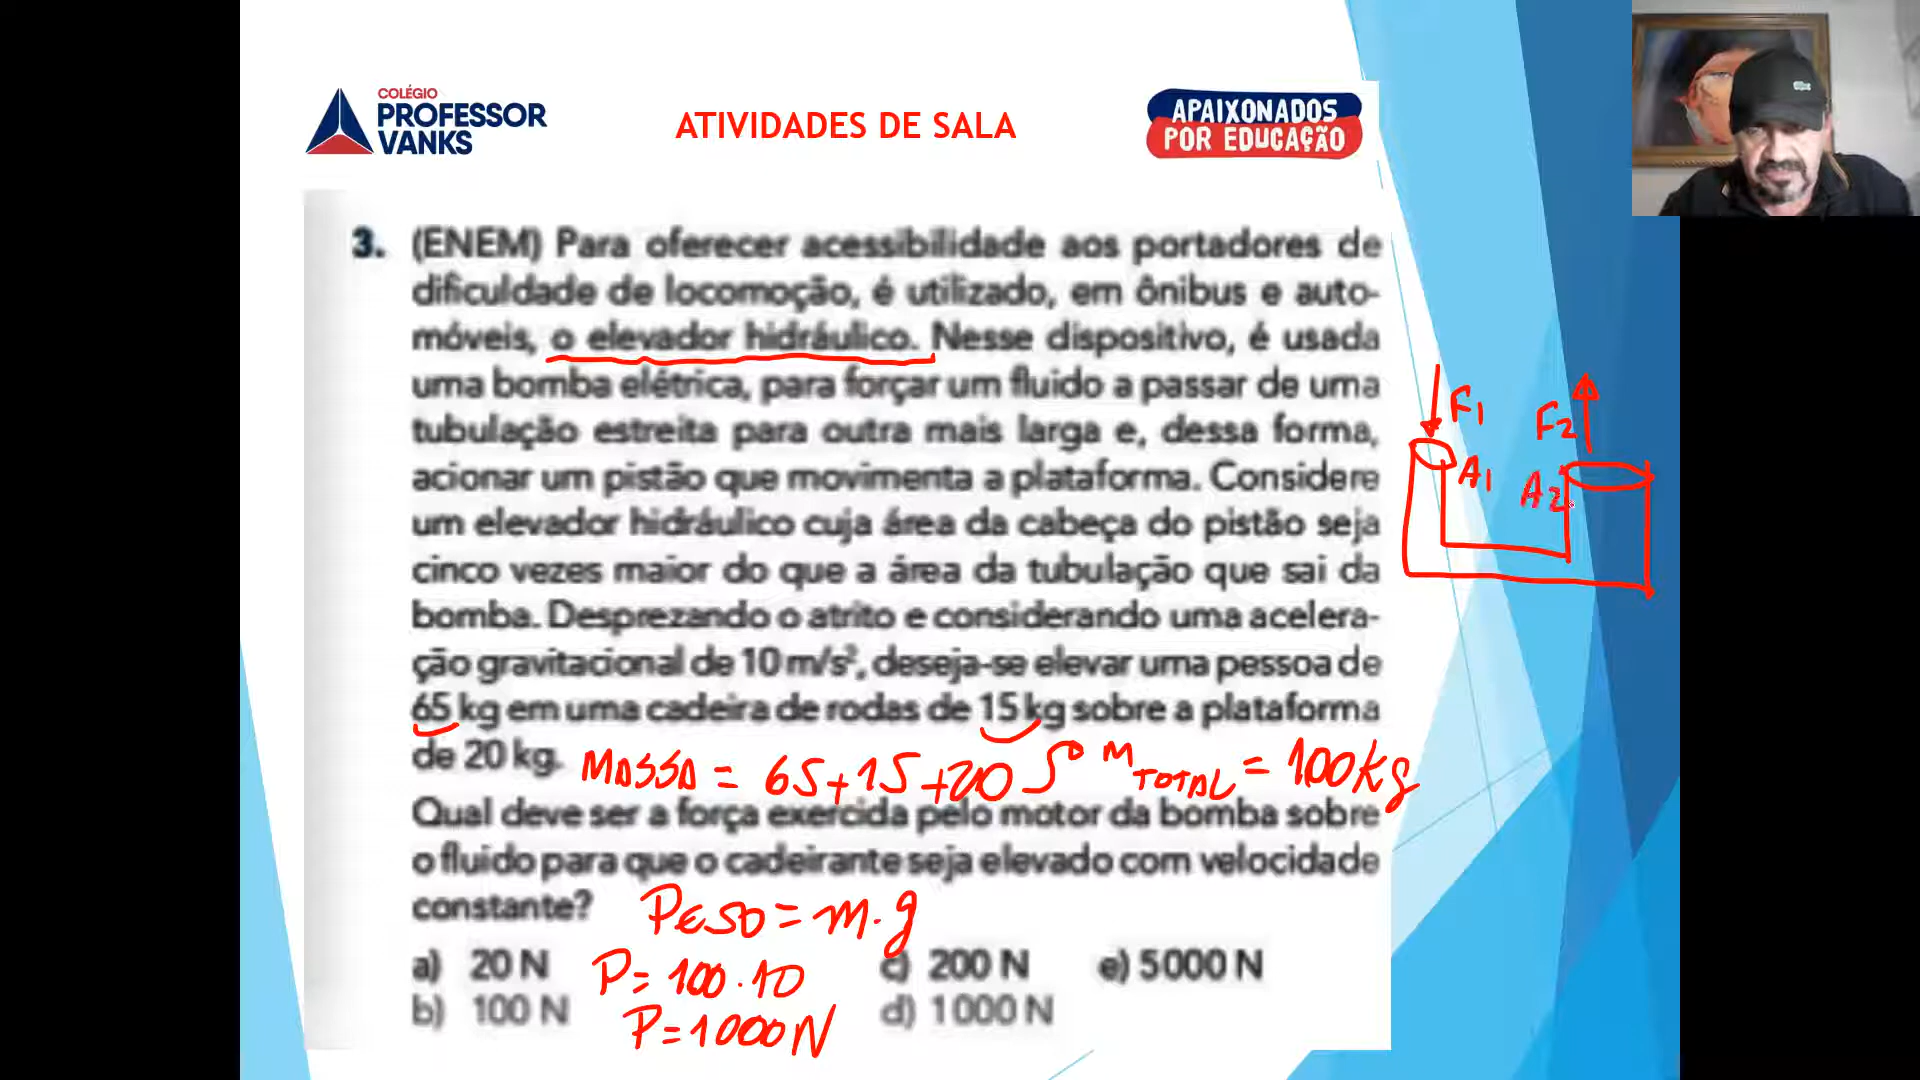 COLÉGIO
PROFESSOR
VANKS
ATIVIDADES DE SALA
APAIXONADOS
POR EDUCAÇÃO
3. (ENEM) Para oferecer acessibilidade aos portadores de
dificuldade de locomoção, é utilizado, em ônibus e auto-
móveis, o elevador hidráulico. Nesse dispositivo, é usada
uma bomba elétrica, para forçar um fluido a passar de uma
tubulação estreita para outra mais larga e, dessa forma,
acionar um pistão que movimenta a plataforma. Considere
um elevador hidráulico cuja área da cabeça do pistão seja
cinco vezes maior do que a área da tubulação que sai da
bomba. Desprezando o atrito e considerando uma acelera-
ção gravitacional de 10 m/s², deseja-se elevar uma pessoa de
65 kg em uma cadeira de rodas de 15 kg sobre a plataforma
de 20 kg.
MASSA = 65+15+20 M TOTAL = 100Kg
Qual deve ser a força exercida pelo motor da bomba sobre
o fluido para que o cadeirante seja elevado com velocidade
constante?
PESO = m.g
a) 20 N
P= 100.10
c) 200 N
e) 5000 N
b) 100 N
P=1000N
d) 1000 N
F1
F2
A1
A2